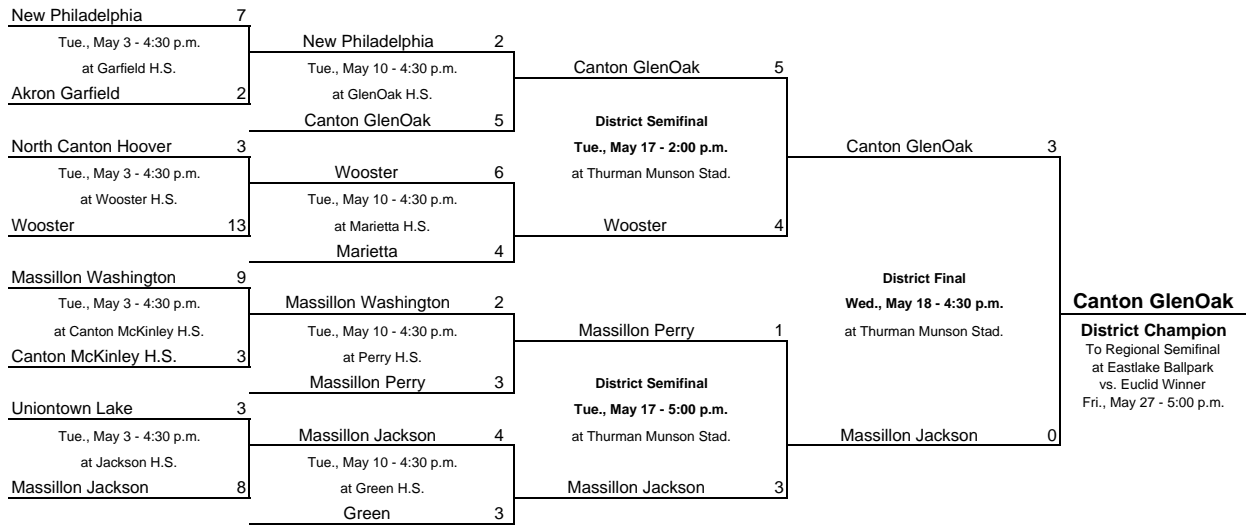 New Philadelphia 7
Tue., May 3 - 4:30 p.m.
at Garfield H.S.
Akron Garfield 2
North Canton Hoover 3
Tue., May 3 - 4:30 p.m.
at Wooster H.S.
Wooster 13
Massillon Washington 9
Tue., May 3 - 4:30 p.m.
at Canton McKinley H.S.
Canton McKinley H.S. 3
Uniontown Lake 3
Tue., May 3 - 4:30 p.m.
at Jackson H.S.
Massillon Jackson 8
New Philadelphia 2
Tue., May 10 - 4:30 p.m.
at GlenOak H.S.
Canton GlenOak 5
Wooster 6
Tue., May 10 - 4:30 p.m.
at Marietta H.S.
Marietta 4
Massillon Washington 2
Tue., May 10 - 4:30 p.m.
at Perry H.S.
Massillon Perry 3
Massillon Jackson 4
Tue., May 10 - 4:30 p.m.
at Green H.S.
Green 3
Canton GlenOak 5
District Semifinal
Tue., May 17 - 2:00 p.m.
at Thurman Munson Stad.
Wooster 4
Massillon Perry 1
District Semifinal
Tue., May 17 - 5:00 p.m.
at Thurman Munson Stad.
Massillon Jackson 3
Canton GlenOak 3
District Final
Wed., May 18 - 4:30 p.m.
at Thurman Munson Stad.
Massillon Jackson 0
Canton GlenOak
District Champion
To Regional Semifinal
at Eastlake Ballpark
vs. Euclid Winner
Fri., May 27 - 5:00 p.m.